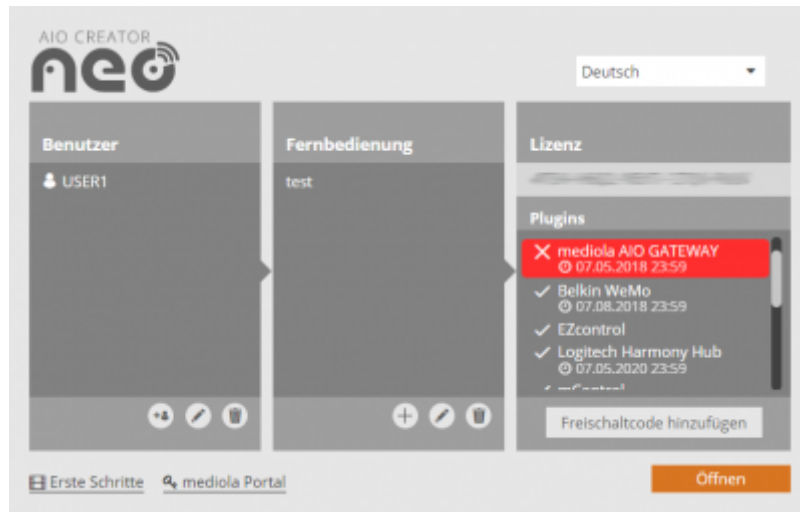 AIO CREATOR
neo
Deutsch
Benutzer
USER1
Fernbedienung
test
Lizenz
Plugins
mediola AIO GATEWAY
07.05.2018 23:59
Belkin WeMo
07.08.2018 23:59
EZcontrol
Logitech Harmony Hub
07.05.2020 23:59
mControl
Freischaltcode hinzufügen
Erste Schritte
mediola Portal
Öffnen